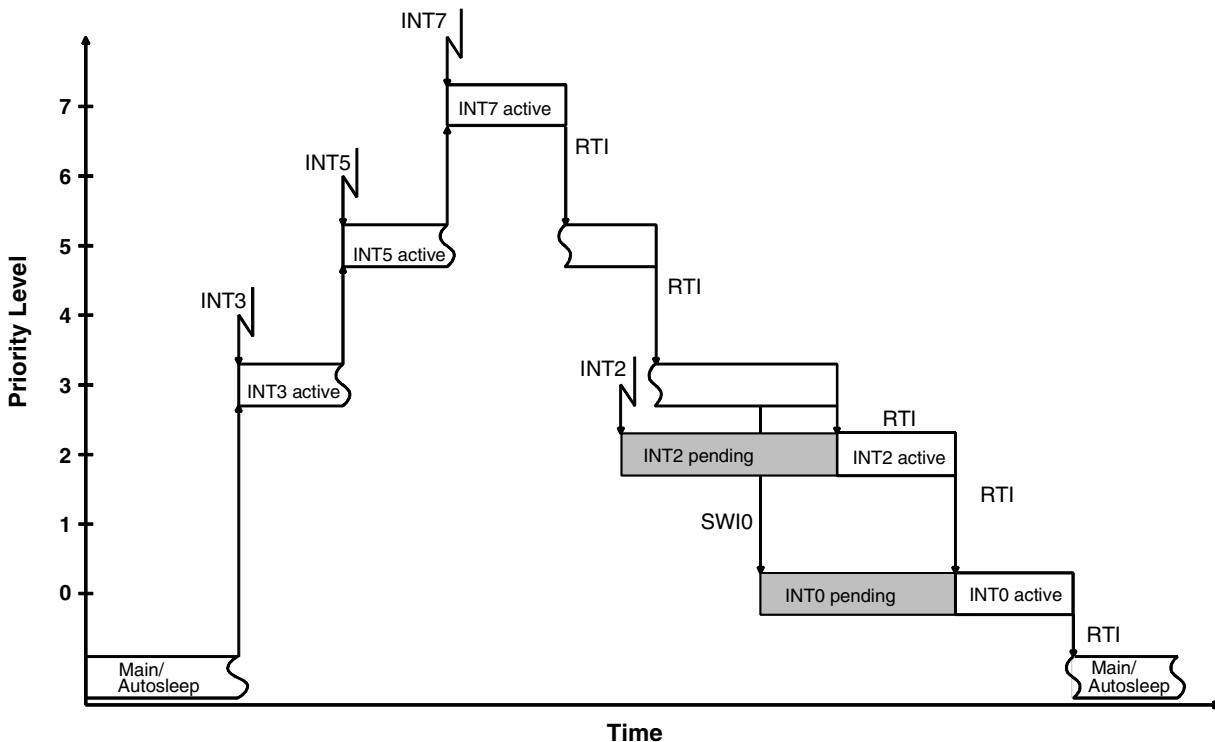 INT7
7
INT7 active
RTI
INT5
6
5
INT5 active
RTI
INT3
4
3
INT3 active
INT2
RTI
2
INT2 pending
INT2 active
RTI
1
SWI0
0
INT0 pending
INT0 active
RTI
Main/
Autosleep
Main/
Autosleep
Priority Level
Time